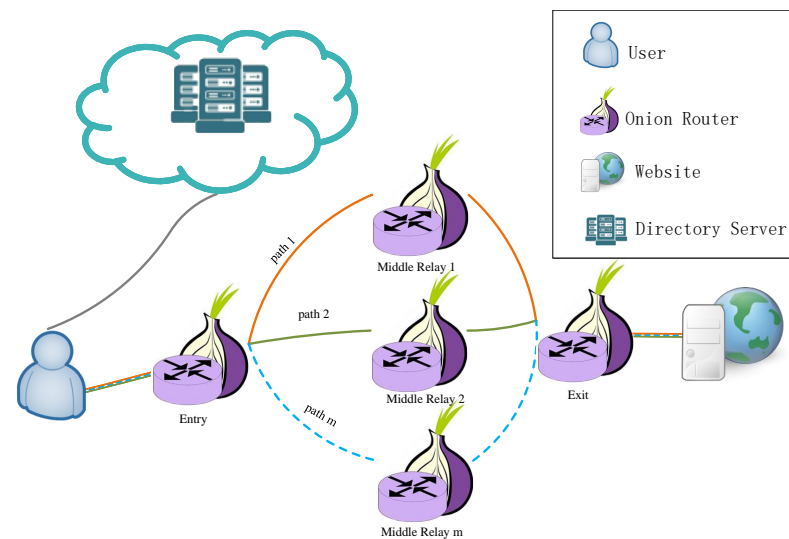 User
Onion Router
Website
Directory Server
path 1
Middle Relay 1
path 2
Middle Relay 2
Entry
Exit
path m
Middle Relay m